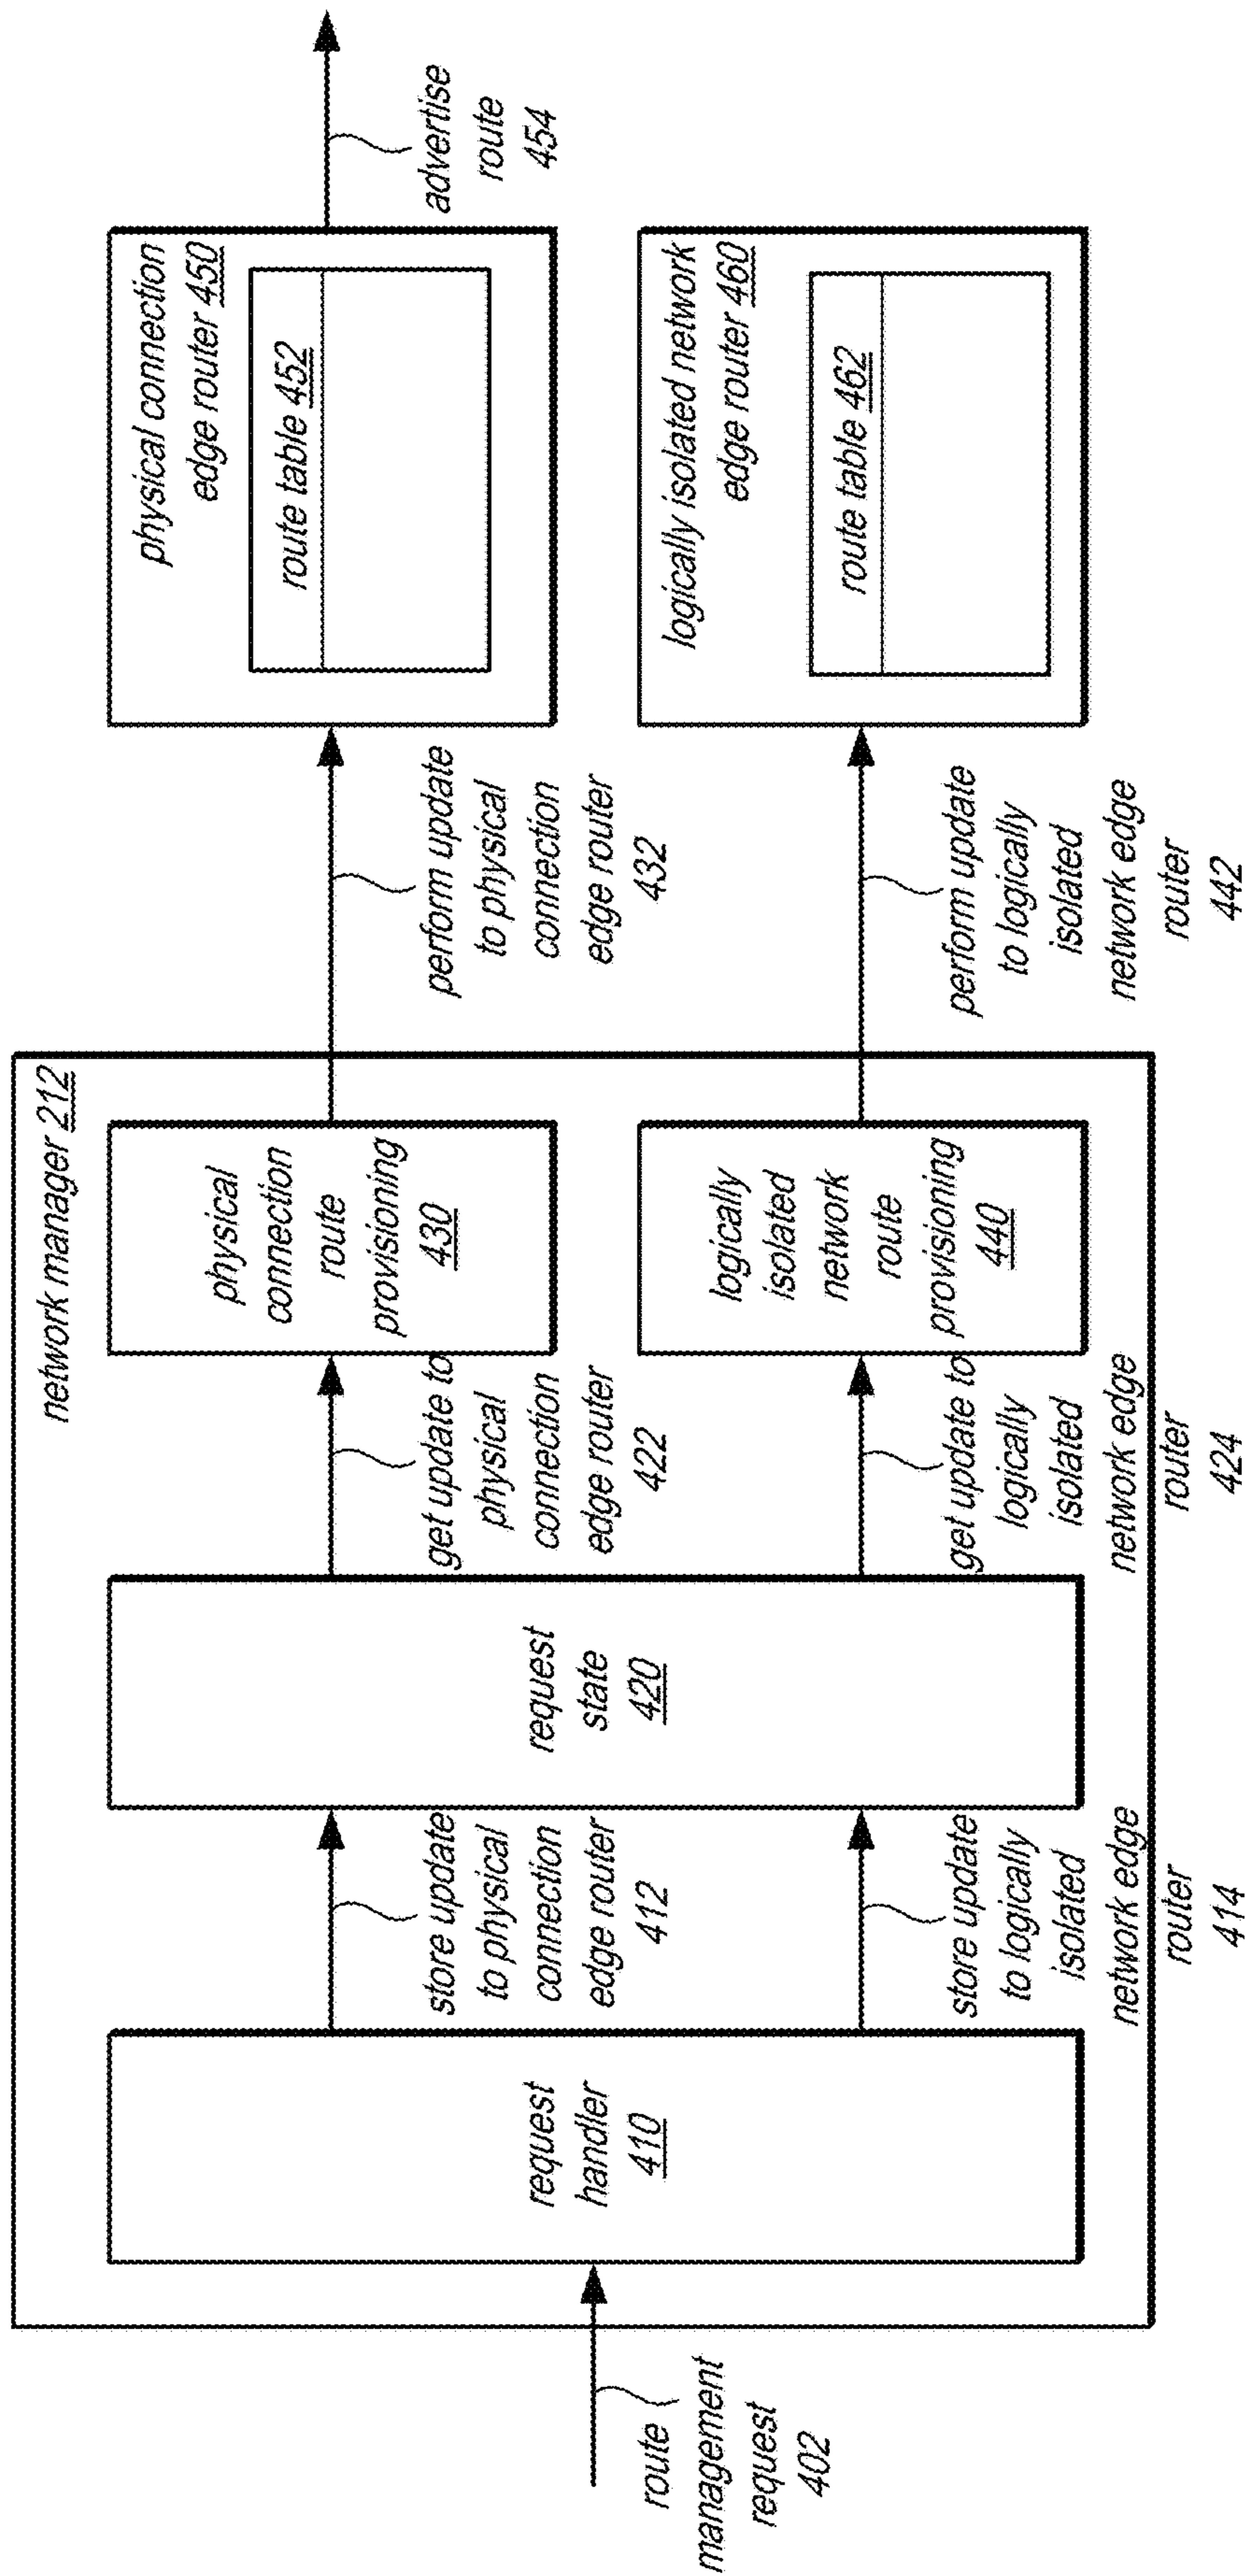 network manager 212
route
management
request
402
request
handler
410
store update
to physical
connection
edge router
412
store update
to logically
isolated
network edge
router
414
request
state
420
get update to
physical
connection
edge router
422
get update to
logically
isolated
network edge
router
424
physical
connection
route
provisioning
430
logically
isolated
network
route
provisioning
440
perform update
to physical
connection
edge router
432
perform update
to logically
isolated
network edge
router
442
physical connection
edge router 450
route table 452
logically isolated network
edge router 460
route table 462
advertise
route
454